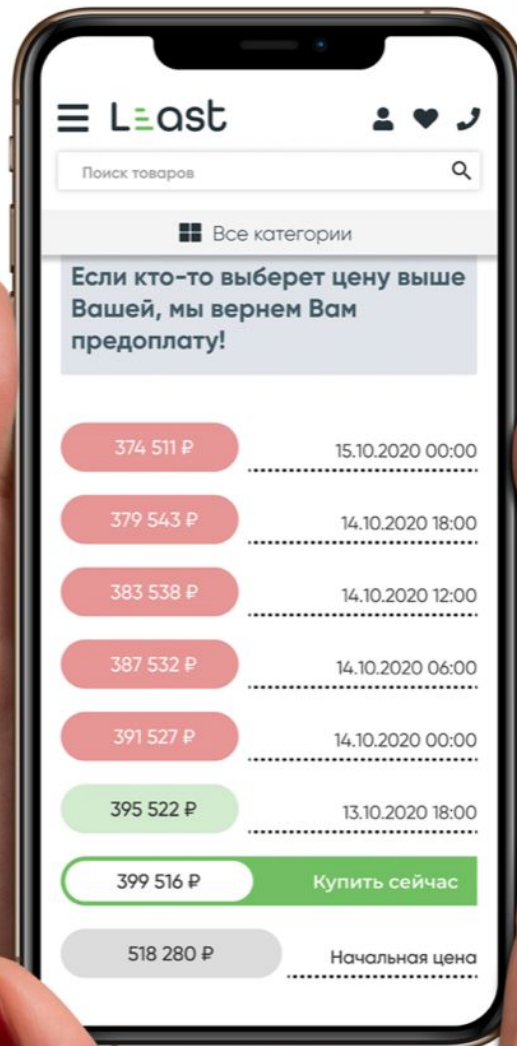 Least
Поиск товаров
Все категории
Если кто-то выберет цену выше
Вашей, мы вернем Вам
предоплату!
374 511 ₽ 15.10.2020 00:00
379 543 ₽ 14.10.2020 18:00
383 538 ₽ 14.10.2020 12:00
387 532 ₽ 14.10.2020 06:00
391 527 ₽ 14.10.2020 00:00
395 522 ₽ 13.10.2020 18:00
399 516 ₽ Купить сейчас
518 280 ₽ Начальная цена